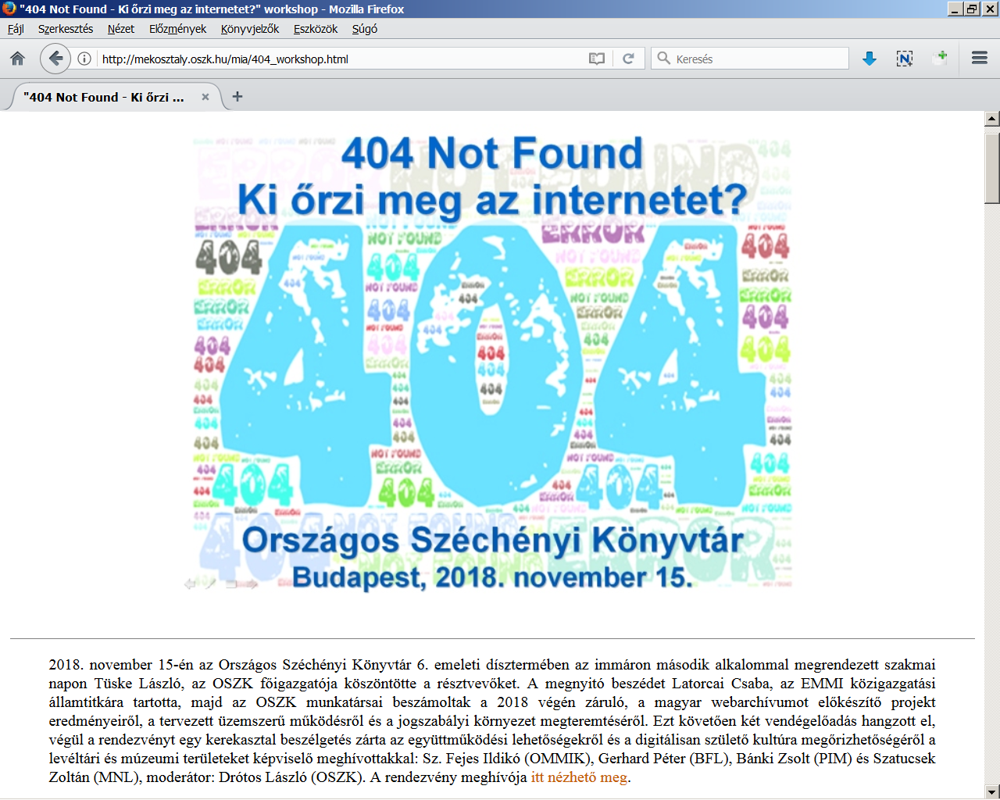 "404 Not Found - Ki őrzi meg az internetet?" workshop - Mozilla Firefox
Fájl Szerkesztés Nézet Előzmények Könyvjelzők Eszközök Súgó
http://mekosztaly.oszk.hu/mia/404_workshop.html
Keresés
"404 Not Found - Ki őrzi ...
404 Not Found
Ki őrzi meg az internetet?
404
Országos Széchényi Könyvtár
Budapest, 2018. november 15.
2018. november 15-én az Országos Széchényi Könyvtár 6. emeleti dísztermében az immáron második alkalommal megrendezett szakmai
napon Tüske László, az OSZK főigazgatója köszöntötte a résztvevőket. A megnyitó beszédet Latorcai Csaba, az EMMI közigazgatási
államtitkára tartotta, majd az OSZK munkatársai beszámoltak a 2018 végén záruló, a magyar webarchívumot előkészítő projekt
eredményeiről, a tervezett üzemszerű működésről és a jogszabályi környezet megteremtéséről. Ezt követően két vendégelőadás hangzott el,
végül a rendezvényt egy kerekasztal beszélgetés zárta az együttműködési lehetőségekről és a digitálisan születő kultúra megőrizhetőségéről a
levéltári és múzeumi területeket képviselő meghívottakkal: Sz. Fejes Ildikó (OMMIK), Gerhard Péter (BFL), Bánki Zsolt (PIM) és Szatucsek
Zoltán (MNL), moderátor: Drótos László (OSZK). A rendezvény meghívója itt nézhető meg.